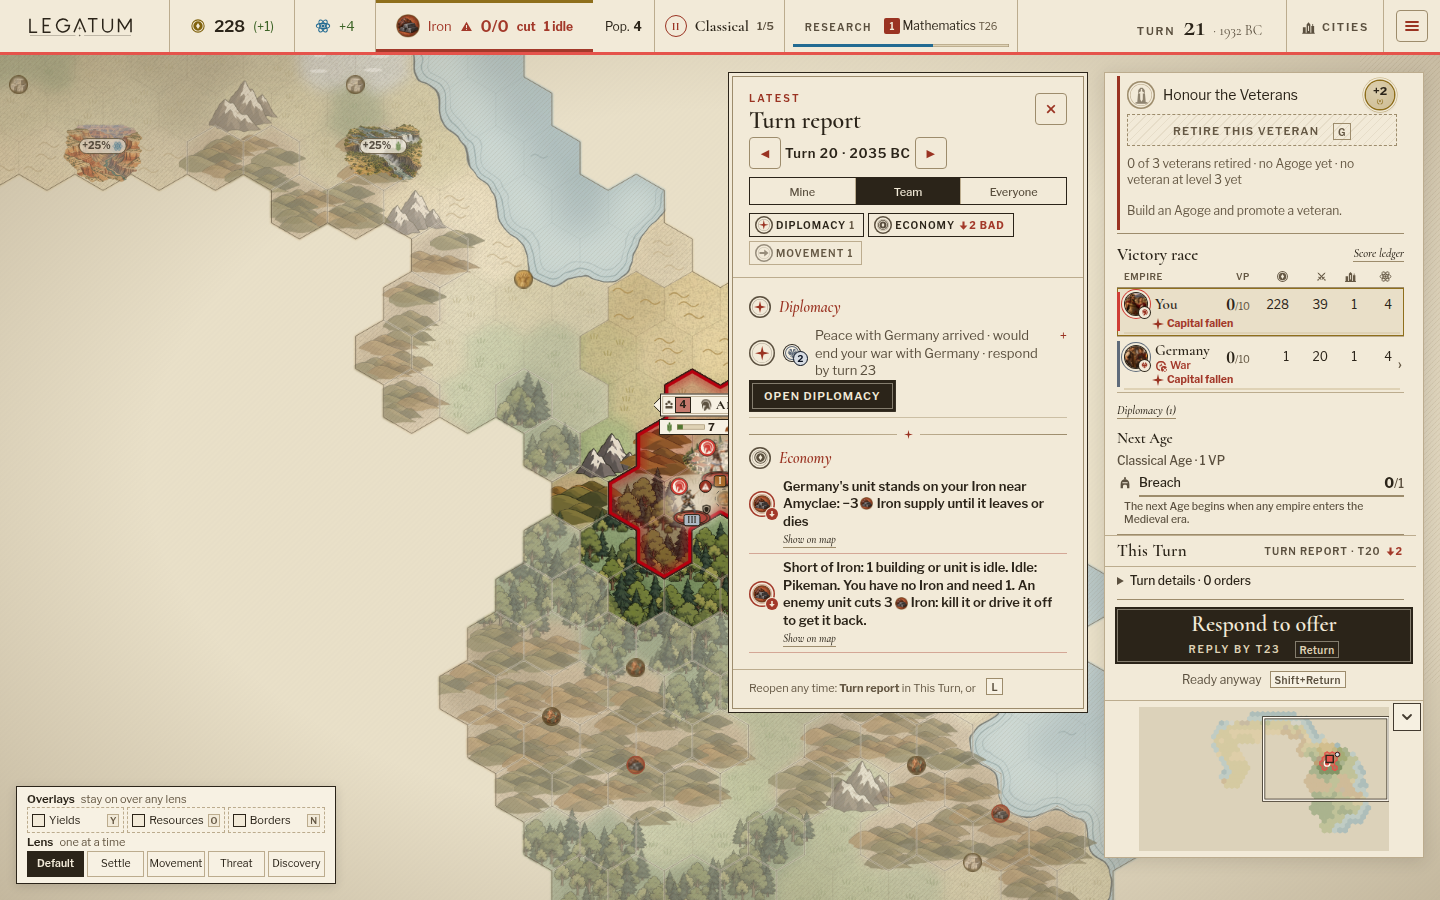 LEGATUM
228 (+1)
+4
Iron 0/0 cut 1 idle
Pop. 4
II Classical 1/5
RESEARCH 1 Mathematics T26
TURN 21 · 1932 BC
CITIES
+25%
+25%
4
7
III
LATEST
Turn report
×
◄ Turn 20 · 2035 BC ►
Mine Team Everyone
DIPLOMACY 1 ECONOMY 2 BAD
MOVEMENT 1
Diplomacy
2
Peace with Germany arrived · would +
end your war with Germany · respond
by turn 23
OPEN DIPLOMACY
Economy
Germany's unit stands on your Iron near
Amyclae: −3 Iron supply until it leaves or
dies
Show on map
Short of Iron: 1 building or unit is idle. Idle:
Pikeman. You have no Iron and need 1. An
enemy unit cuts 3 Iron: kill it or drive it off
to get it back.
Show on map
Reopen any time: Turn report in This Turn, or L
Honour the Veterans
+2
RETIRE THIS VETERAN G
0 of 3 veterans retired · no Agoge yet · no
veteran at level 3 yet
Build an Agoge and promote a veteran.
Victory race Score ledger
EMPIRE VP
You 0/10 228 39 1 4
Capital fallen
Germany 0/10 1 20 1 4 ›
War
Capital fallen
Diplomacy (1)
Next Age
Classical Age · 1 VP
Breach 0/1
The next Age begins when any empire enters the
Medieval era.
This Turn TURN REPORT · T20 2
Turn details · 0 orders
Respond to offer
REPLY BY T23 Return
Ready anyway Shift+Return
Overlays stay on over any lens
Yields Y Resources O Borders N
Lens one at a time
Default Settle Movement Threat Discovery